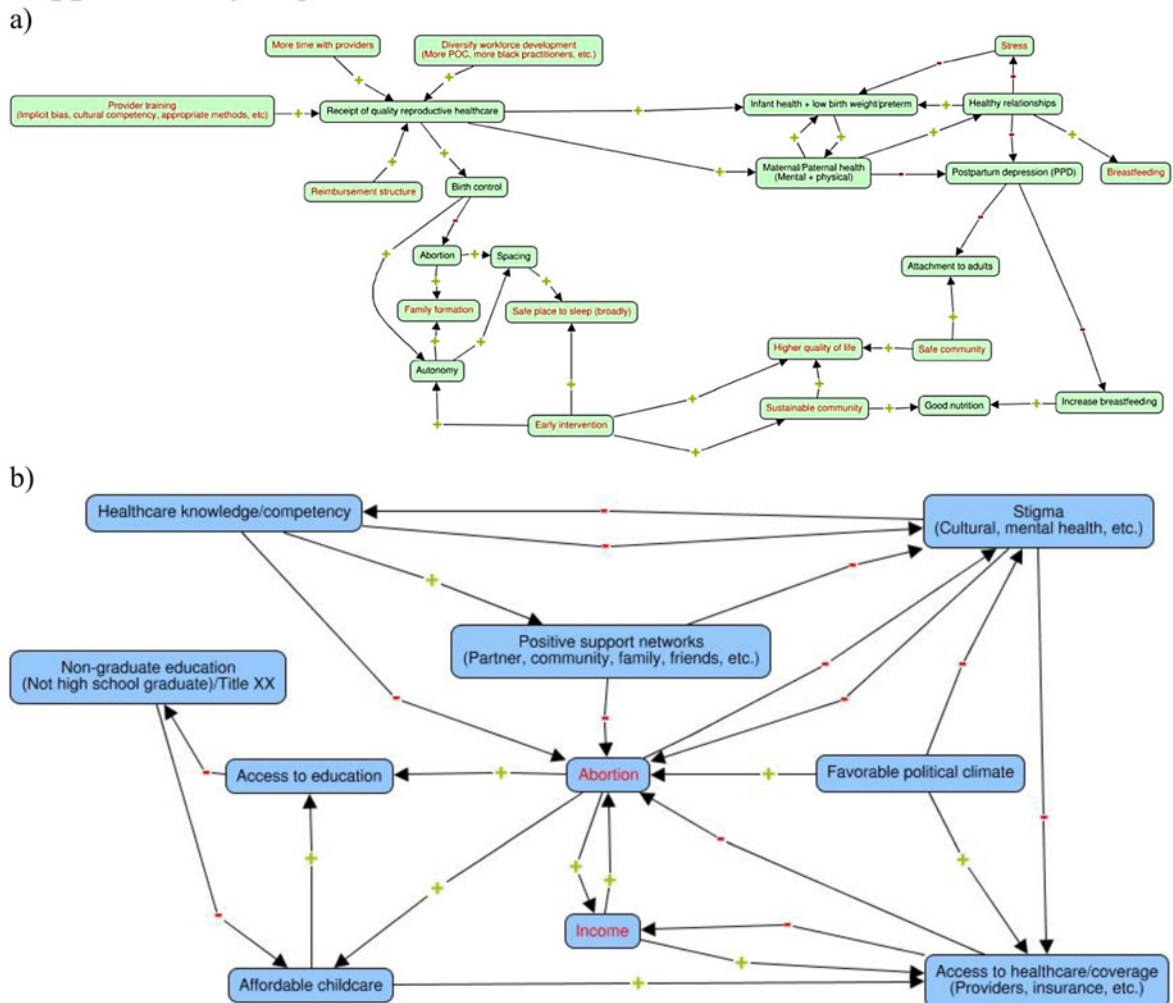 a)
More time with providers
Diversify workforce development
(More POC, more black practitioners, etc.)
Stress
Provider training
(Implicit bias, cultural competency, appropriate methods, etc)
Receipt of quality reproductive healthcare
Infant health + low birth weight/preterm
Healthy relationships
Reimbursement structure
Birth control
Maternal/Paternal health
(Mental + physical)
Postpartum depression (PPD)
Breastfeeding
Abortion
Spacing
Attachment to adults
Family formation
Safe place to sleep (broadly)
Higher quality of life
Safe community
Autonomy
Early intervention
Sustainable community
Good nutrition
Increase breastfeeding
b)
Healthcare knowledge/competency
Stigma
(Cultural, mental health, etc.)
Positive support networks
(Partner, community, family, friends, etc.)
Non-graduate education
(Not high school graduate)/Title XX
Access to education
Abortion
Favorable political climate
Income
Affordable childcare
Access to healthcare/coverage
(Providers, insurance, etc.)